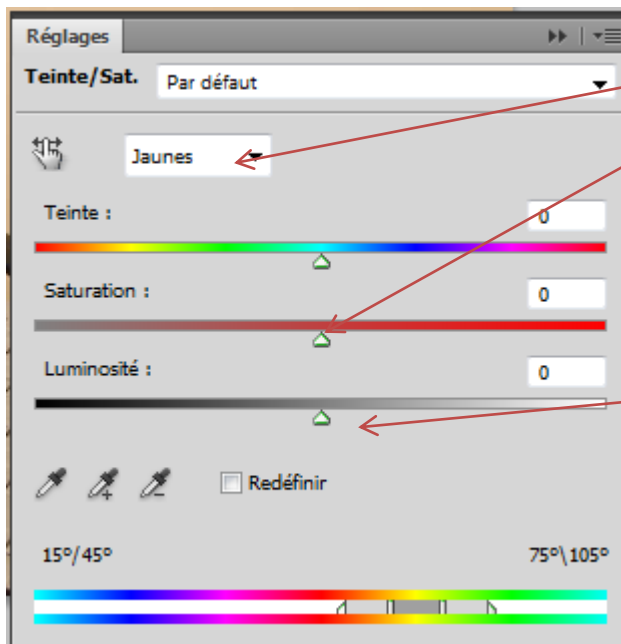 Réglages
Teinte/Sat. Par défaut
Jaunes
Teinte : 0
Saturation : 0
Luminosité : 0
Redéfinir
15°/45° 75°\105°